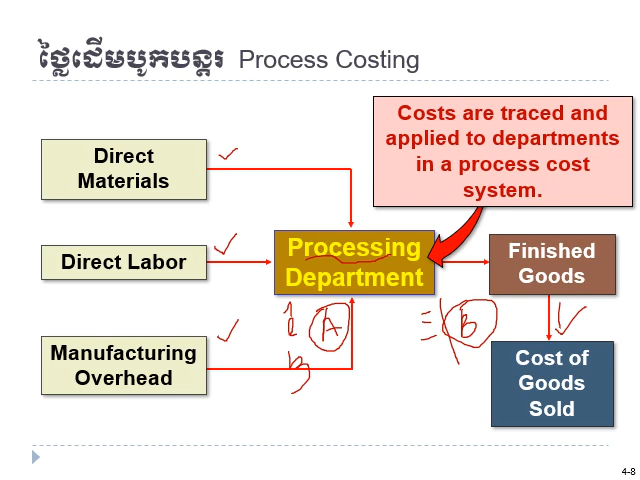 ថ្លៃដើមបូកបន្តរ Process Costing
Costs are traced and
applied to departments
in a process cost
system.
Direct
Materials
Direct Labor
Processing
Department
Finished
Goods
A
B
B
Manufacturing
Overhead
Cost of
Goods
Sold
4-8